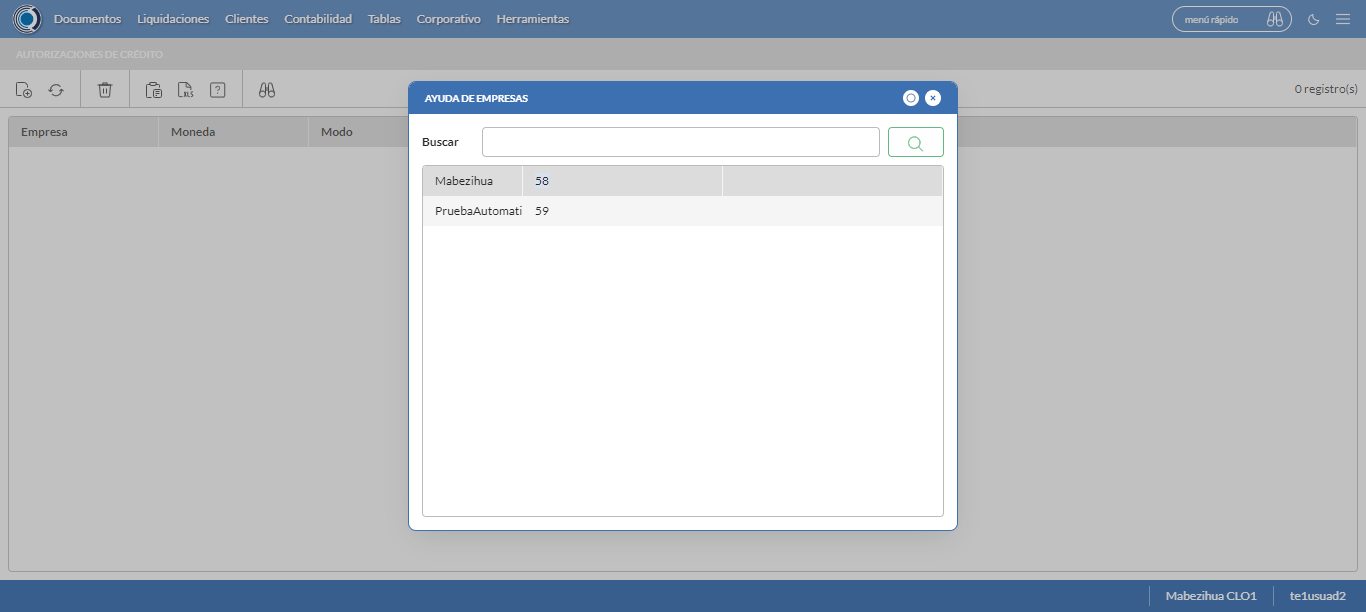 Documentos Liquidaciones Clientes Contabilidad Tablas Corporativo Herramientas menú rápido
AUTORIZACIONES DE CRÉDITO
XLS ? 0 registro(s)
Empresa Moneda Modo
AYUDA DE EMPRESAS
Buscar
Mabezihua 58
PruebaAutomati 59
Mabezihua CLO1 te1usuad2